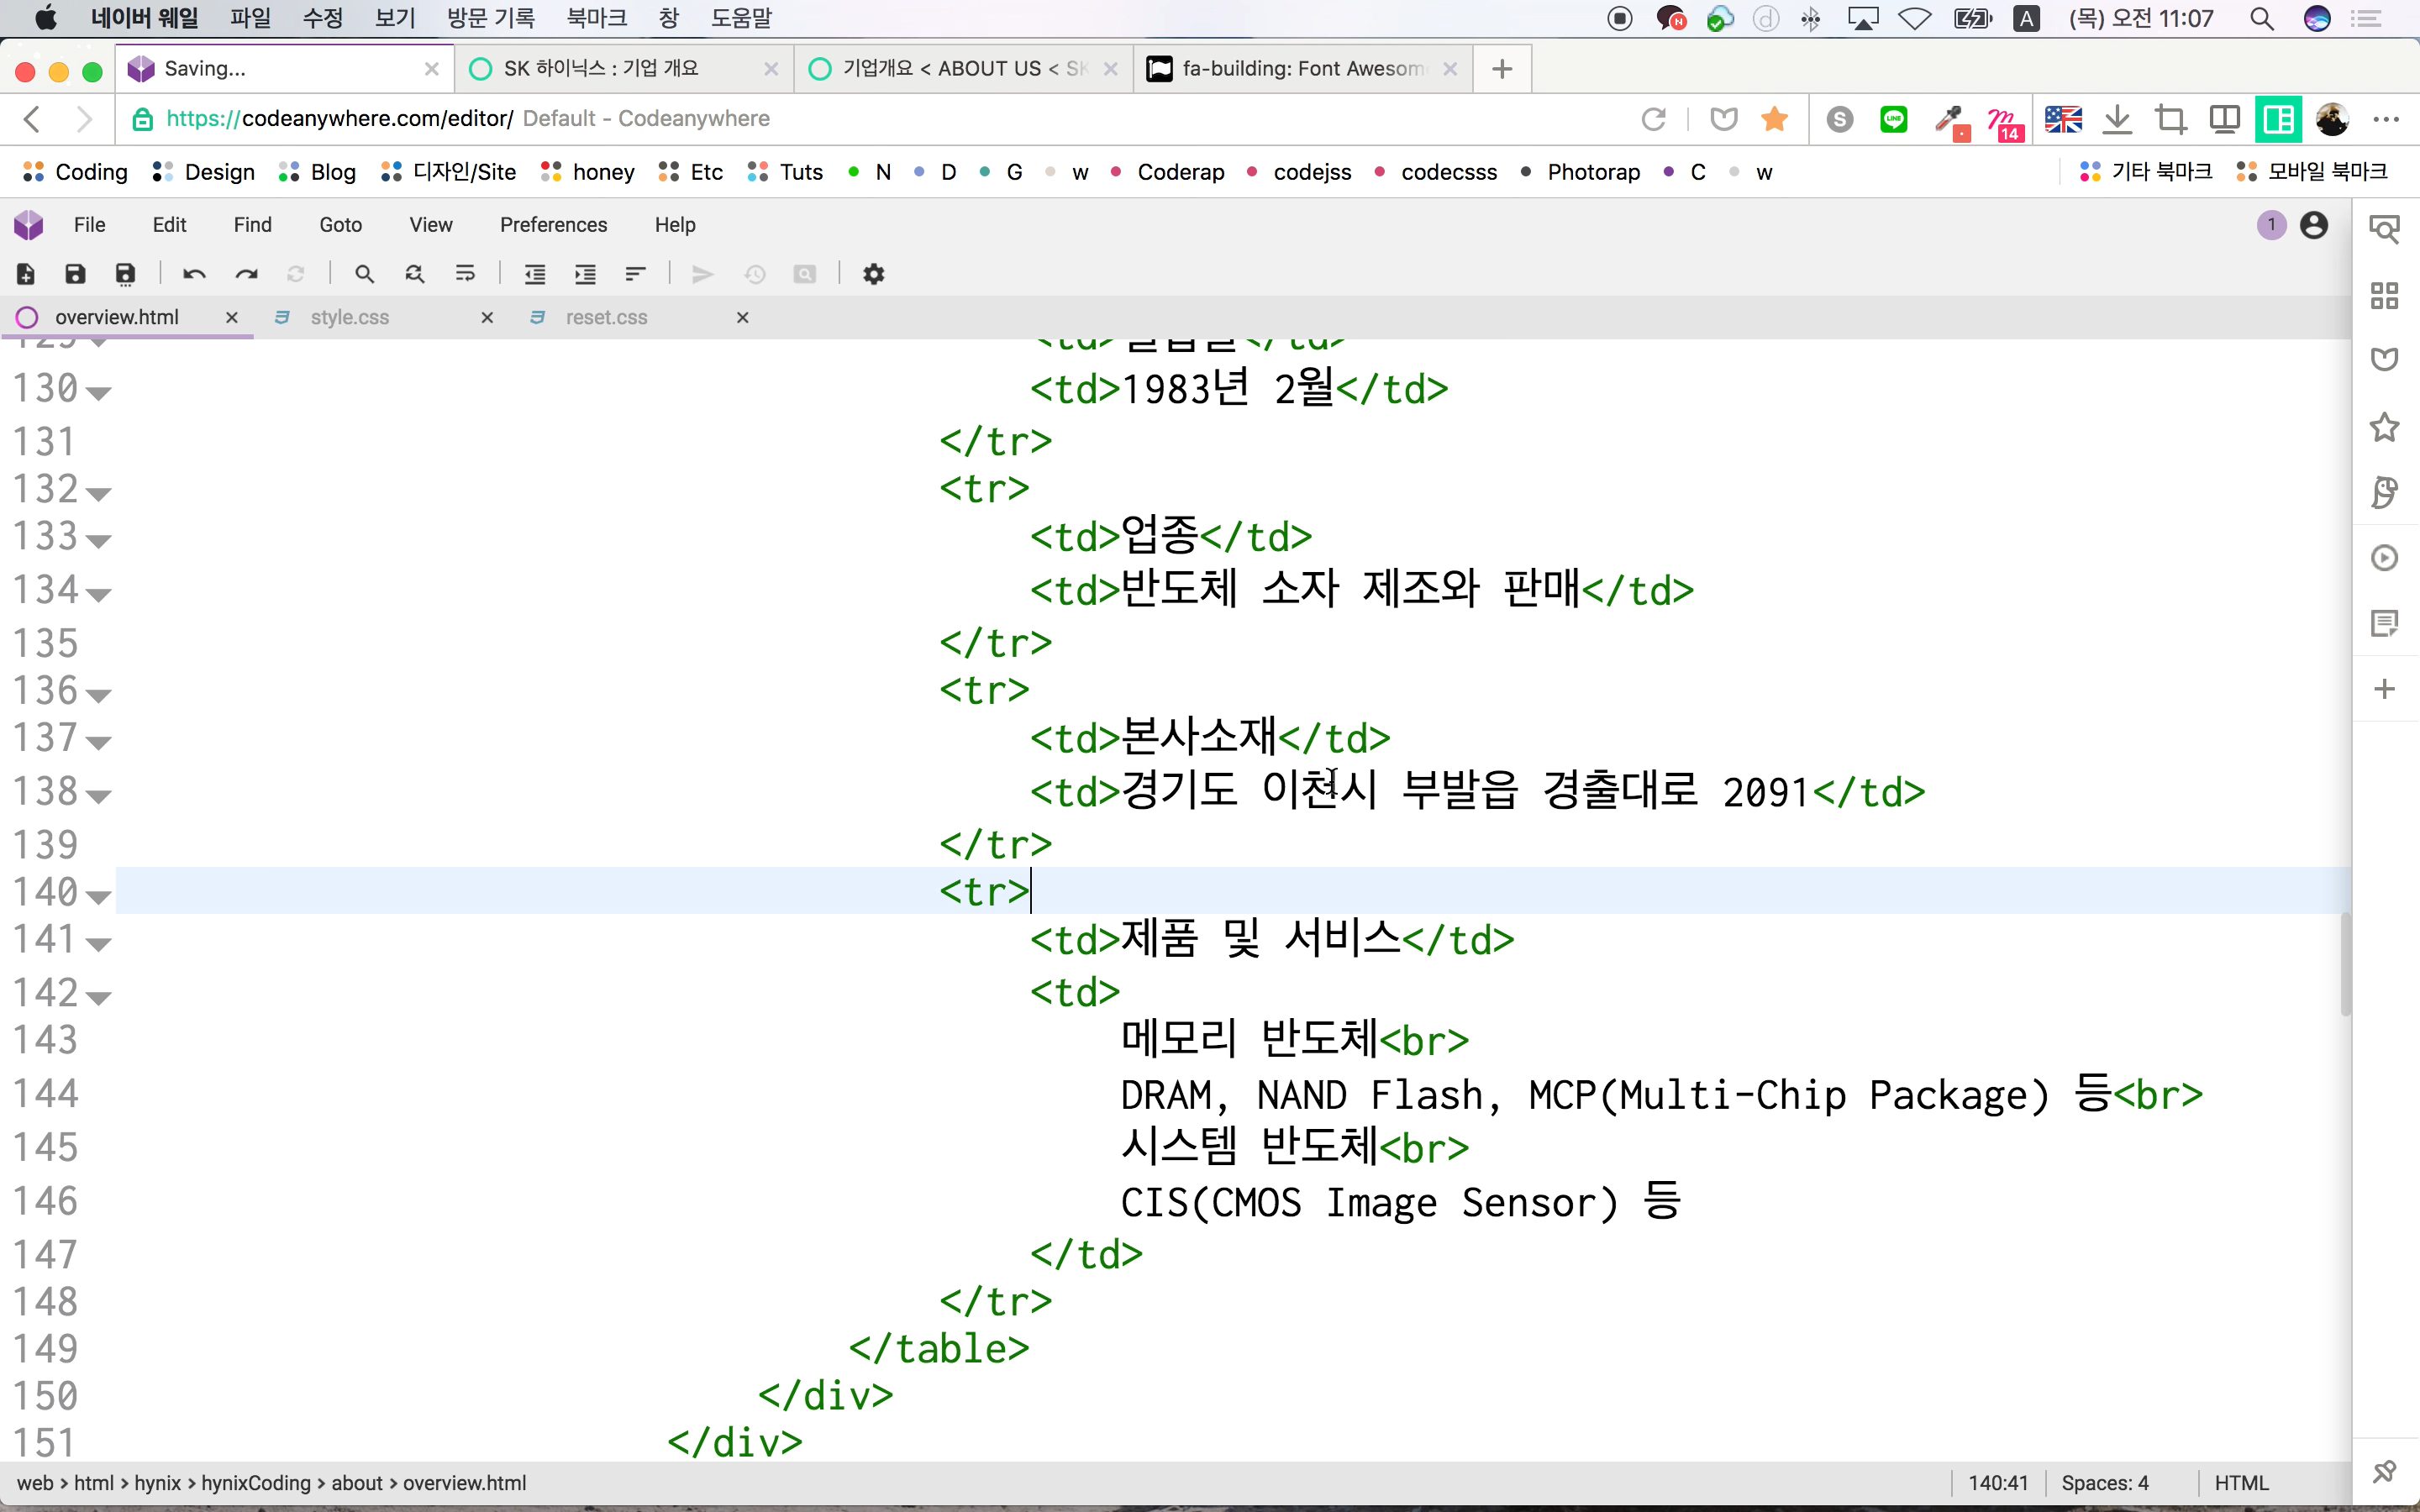 네이버 웨일 파일 수정 보기 방문 기록 북마크 창 도움말 A (목) 오전 11:07
Saving... SK 하이닉스 : 기업 개요 기업개요 < ABOUT US < SK fa-building: Font Awesom
https://codeanywhere.com/editor/ Default - Codeanywhere S LINE 14
Coding Design Blog 디자인/Site honey Etc Tuts N D G w Coderap codejss codecsss Photorap C w 기타 북마크 모바일 북마크
File Edit Find Goto View Preferences Help 1
overview.html style.css reset.css
130 <td>1983년 2월</td>
131 </tr>
132 <tr>
133 <td>업종</td>
134 <td>반도체 소자 제조와 판매</td>
135 </tr>
136 <tr>
137 <td>본사소재</td>
138 <td>경기도 이천시 부발읍 경출대로 2091</td>
139 </tr>
140 <tr>
141 <td>제품 및 서비스</td>
142 <td>
143 메모리 반도체<br>
144 DRAM, NAND Flash, MCP(Multi-Chip Package) 등<br>
145 시스템 반도체<br>
146 CIS(CMOS Image Sensor) 등
147 </td>
148 </tr>
149 </table>
150 </div>
151 </div>
web > html > hynix > hynixCoding > about > overview.html 140:41 Spaces: 4 HTML